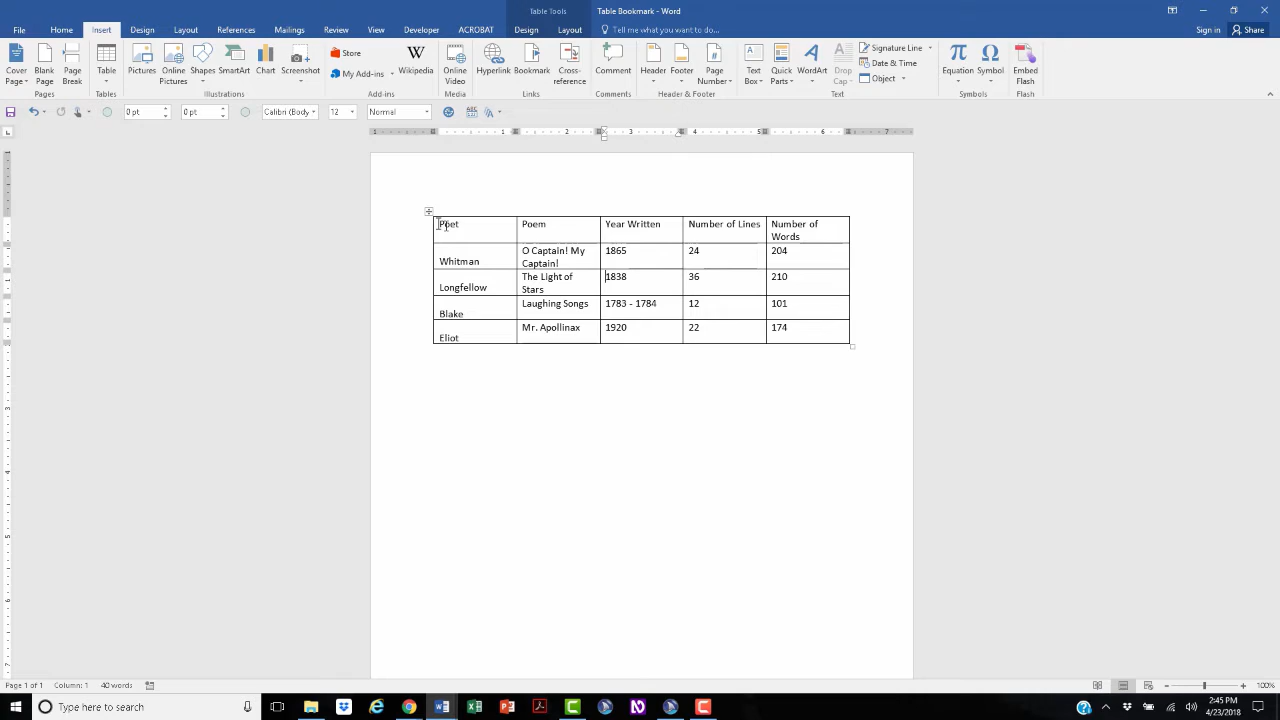 Table Tools
Table Bookmark - Word
File Home Insert Design Layout References Mailings Review View Developer ACROBAT Design Layout Tell me what you want to do... Sign in Share
Cover Page Blank Page Page Break
Pages
Table
Tables
Pictures Online Pictures Shapes SmartArt Chart Screenshot
Illustrations
Store
My Add-ins
W
Wikipedia
Add-ins
Online Video
Media
Hyperlink Bookmark Cross-reference
Links
Comment
Comments
Header Footer Page Number
Header & Footer
Text Box Quick Parts WordArt Drop Cap
Signature Line
Date & Time
Object
Text
Equation Symbol
Symbols
Embed Flash
Flash
0 pt 0 pt Calibri (Body 12 Normal
1 1 2 3 4 5 6 7
Poet Poem Year Written Number of Lines Number of Words
Whitman O Captain! My Captain! 1865 24 204
Longfellow The Light of Stars 1838 36 210
Blake Laughing Songs 1783 - 1784 12 101
Eliot Mr. Apollinax 1920 22 174
Page 1 of 1 Column: 1 40 words 100%
Type here to search
2:45 PM
4/23/2018